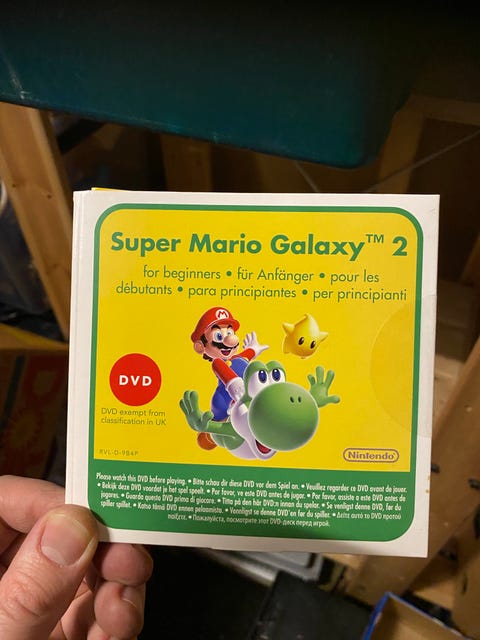 Super Mario Galaxy™ 2
for beginners • für Anfänger • pour les
débutants • para principiantes • per principianti
M
DVD
DVD exempt from
classification in UK
RVL-D-9B4P
Nintendo
Please watch this DVD before playing. • Bitte schau dir diese DVD vor dem Spiel an. • Veuillez regarder ce DVD avant de jouer.
• Bekijk deze DVD voordat je het spel speelt. • Por favor, ve este DVD antes de jugar. • Por favor, assiste a este DVD antes de
jogares. • Guarda questo DVD prima di giocare. • Se den här DVD:n innan du spelar. • Se venligst denne DVD, før du
spiller spillet. • Katso tämä DVD ennen pelaamista. • Vennligst se denne DVD'en før du spiller. • Δείτε αυτό το DVD προτού
παίξετε. • Пожалуйста, посмотрите этот DVD-диск перед игрой.